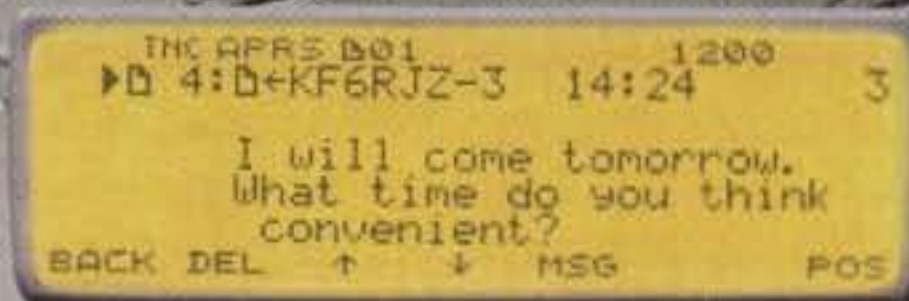 TNC APRS D01 1200
▶D 4:D←KF6RJZ-3 14:24 3
I will come tomorrow.
What time do you think
convenient?
BACK DEL ↑ ↓ MSG POS